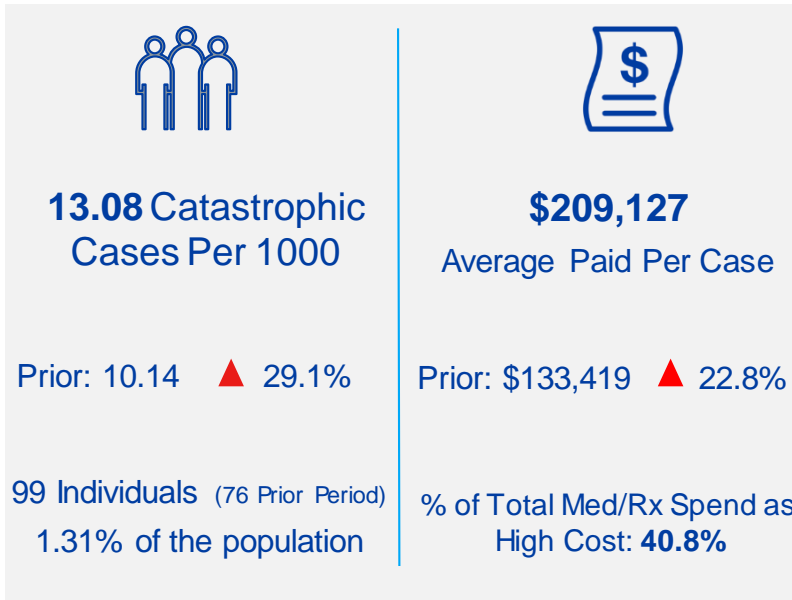 $
13.08 Catastrophic
Cases Per 1000
Prior: 10.14 ▲ 29.1%
99 Individuals (76 Prior Period)
1.31% of the population
$209,127
Average Paid Per Case
Prior: $133,419 ▲ 22.8%
% of Total Med/Rx Spend as
High Cost: 40.8%